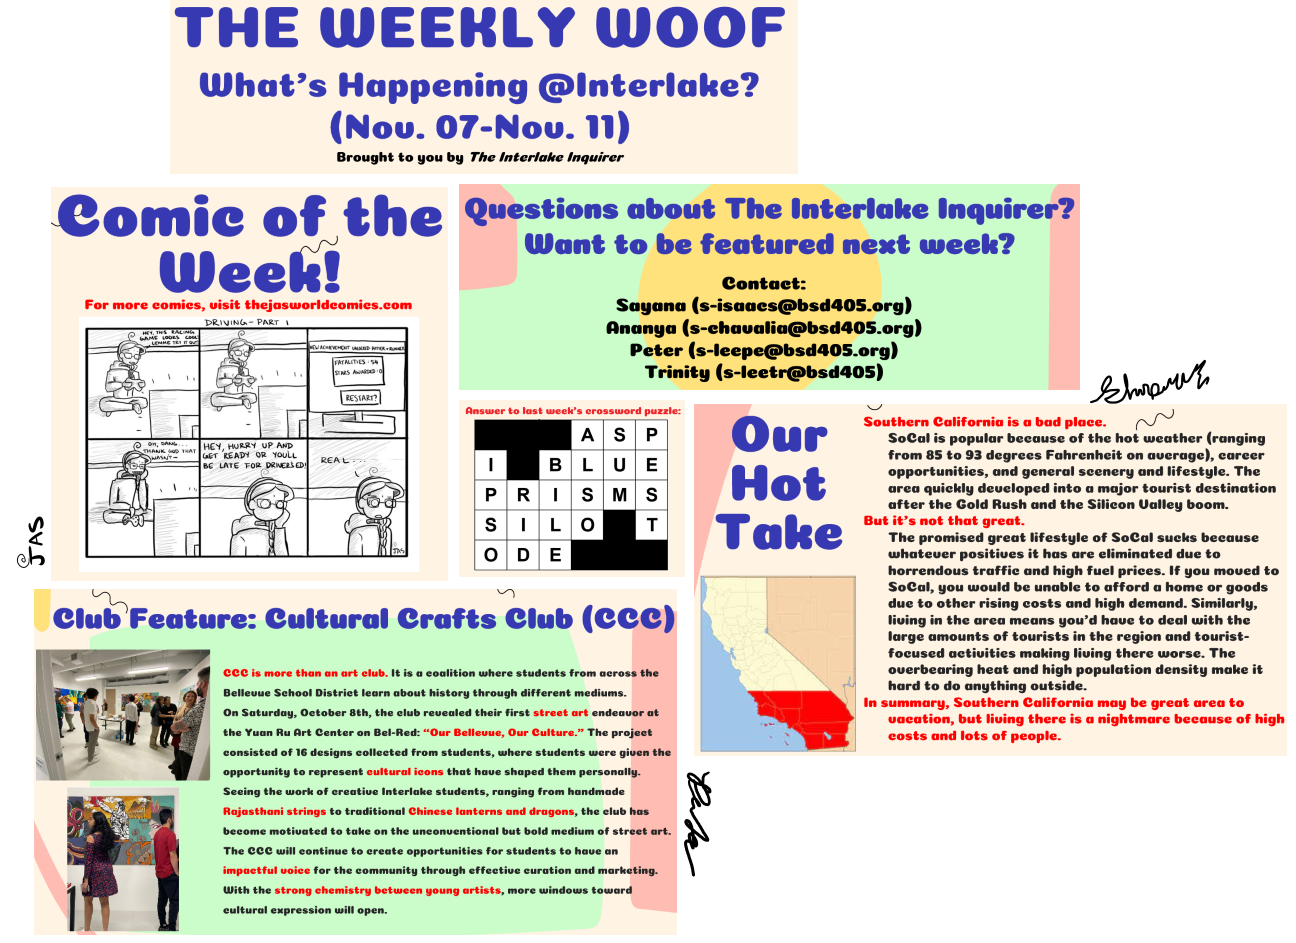 THE WEEKLY WOOF
What's Happening @Interlake?
(Nov. 07-Nov. 11)
Brought to you by The Interlake Inquirer
Comic of the
Week!
For more comics, visit thejasworldcomics.com
DRIVING - PART 1
HEY, THIS RACING
GAME LOOKS COOL
LEMME TRY IT OUT
NEW ACHIEVEMENT UNLOCKED
FATALITIES: 54
STARS AWARDED: 0
RESTART?
OH, DANG...
THANK GOD THAT
WASN'T-
HEY, HURRY UP AND
GET READY OR YOULL
BE LATE FOR DRIVERSED!
REAL...
JAS
JAS
Questions about The Interlake Inquirer?
Want to be featured next week?
Contact:
Sayana (s-isaacs@bsd405.org)
Ananya (s-chavalia@bsd405.org)
Peter (s-leepe@bsd405.org)
Trinity (s-leetr@bsd405)
Answer to last week's crossword puzzle:
A S P
I B L U E
P R I S M S
S I L O T
O D E
Our
Hot
Take
Southern California is a bad place.
SoCal is popular because of the hot weather (ranging
from 85 to 93 degrees Fahrenheit on average), career
opportunities, and general scenery and lifestyle. The
area quickly developed into a major tourist destination
after the Gold Rush and the Silicon Valley boom.
But it's not that great.
The promised great lifestyle of SoCal sucks because
whatever positives it has are eliminated due to
horrendous traffic and high fuel prices. If you moved to
SoCal, you would be unable to afford a home or goods
due to other rising costs and high demand. Similarly,
living in the area means you'd have to deal with the
large amounts of tourists in the region and tourist-
focused activities making living there worse. The
overbearing heat and high population density make it
hard to do anything outside.
In summary, Southern California may be great area to
vacation, but living there is a nightmare because of high
costs and lots of people.
Club Feature: Cultural Crafts Club (CCC)
CCC is more than an art club. It is a coalition where students from across the
Bellevue School District learn about history through different mediums.
On Saturday, October 8th, the club revealed their first street art endeavor at
the Yuan Ru Art Center on Bel-Red: “Our Bellevue, Our Culture.” The project
consisted of 16 designs collected from students, where students were given the
opportunity to represent cultural icons that have shaped them personally.
Seeing the work of creative Interlake students, ranging from handmade
Rajasthani strings to traditional Chinese lanterns and dragons, the club has
become motivated to take on the unconventional but bold medium of street art.
The CCC will continue to create opportunities for students to have an
impactful voice for the community through effective curation and marketing.
With the strong chemistry between young artists, more windows toward
cultural expression will open.